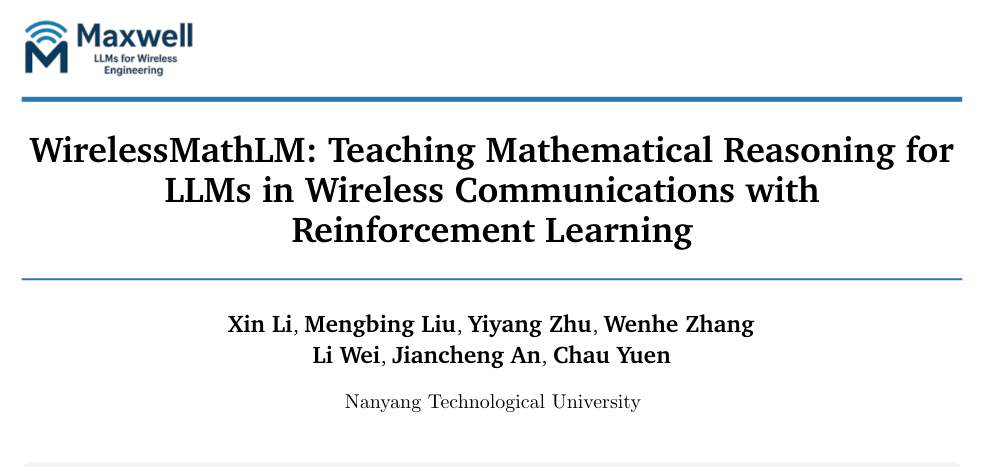 Maxwell
LLMs for Wireless
Engineering
WirelessMathLM: Teaching Mathematical Reasoning for
LLMs in Wireless Communications with
Reinforcement Learning
Xin Li, Mengbing Liu, Yiyang Zhu, Wenhe Zhang
Li Wei, Jiancheng An, Chau Yuen
Nanyang Technological University